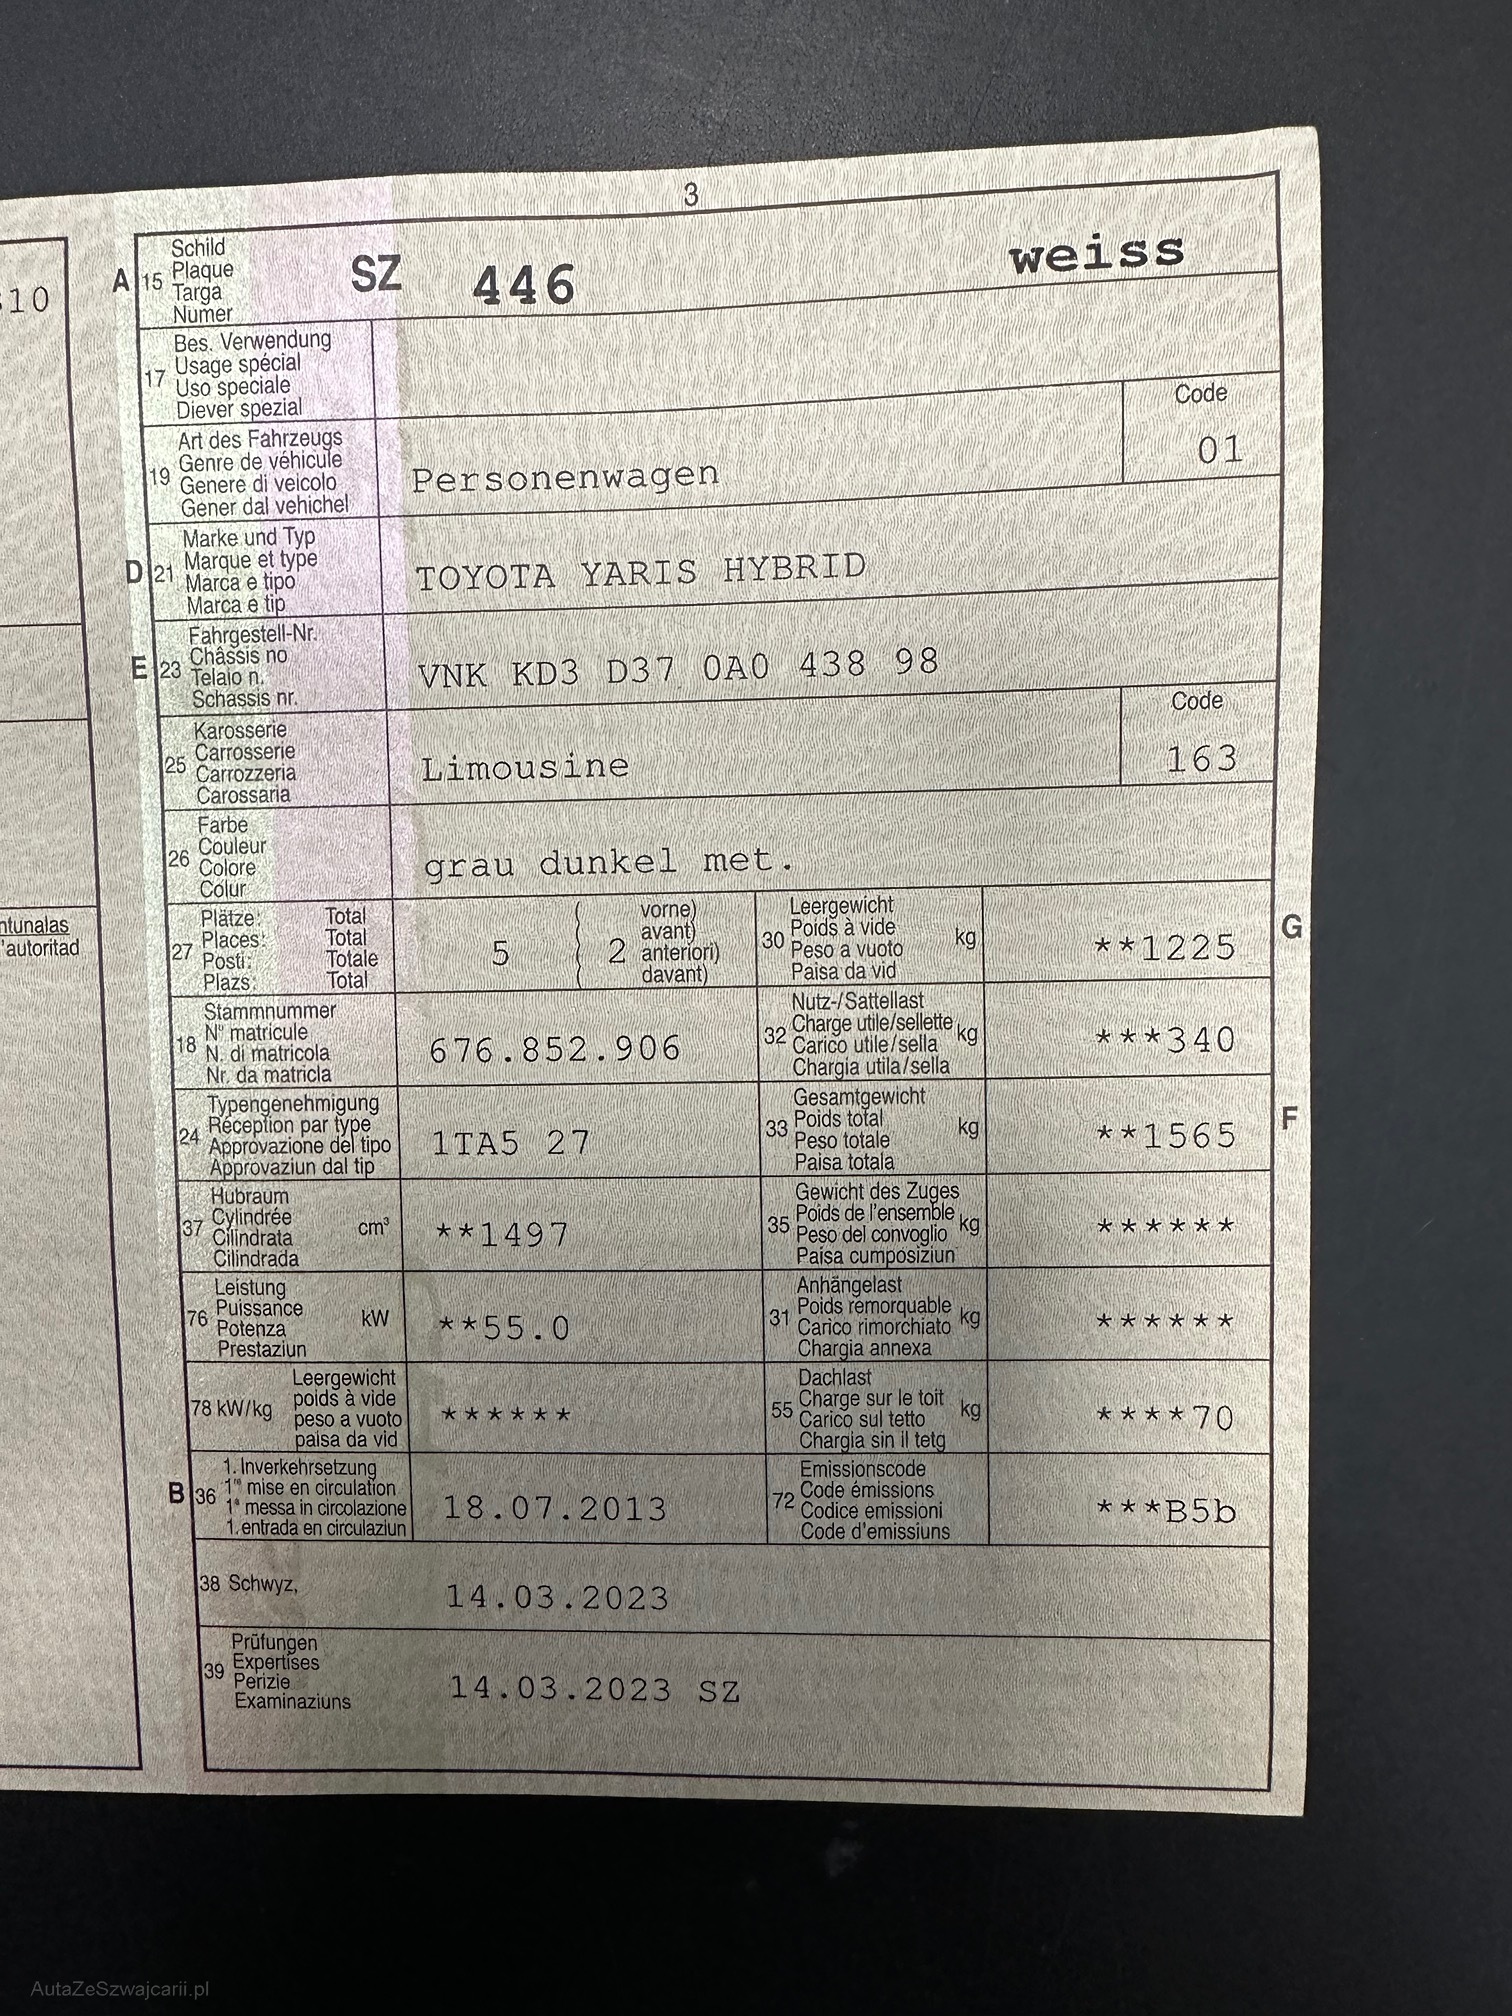 3
310
ntunalas
'autoritad
A 15 Schild
Plaque
Targa
Numer
SZ 446 weiss
17 Bes. Verwendung
Usage spécial
Uso speciale
Diever spezial
19 Art des Fahrzeugs
Genre de véhicule
Genere di veicolo
Gener dal vehichel
Personenwagen
Code
01
D 21 Marke und Typ
Marque et type
Marca e tipo
Marca e tip
TOYOTA YARIS HYBRID
E 23 Fahrgestell-Nr.
Châssis no
Telaio n.
Schassis nr.
VNK KD3 D37 0A0 438 98
25 Karosserie
Carrosserie
Carrozzeria
Carossaria
Limousine
Code
163
26 Farbe
Couleur
Colore
Colur
grau dunkel met.
27 Plätze: Total
Places: Total
Posti: Totale
Plazs: Total
5 ( 2 vorne)
avant)
anteriori)
davant)
30 Leergewicht
Poids à vide kg
Peso a vuoto
Paisa da vid
**1225
G
18 Stammnummer
N° matricule
N. di matricola
Nr. da matricla
676.852.906
32 Nutz-/Sattellast
Charge utile/sellette kg
Carico utile/sella
Chargia utila/sella
***340
24 Typengenehmigung
Réception par type
Approvazione del tipo
Approvaziun dal tip
1TA5 27
33 Gesamtgewicht
Poids total kg
Peso totale
Paisa totala
**1565
F
37 Hubraum
Cylindrée cm³
Cilindrata
Cilindrada
**1497
35 Gewicht des Zuges
Poids de l'ensemble kg
Peso del convoglio
Paisa cumposiziun
******
76 Leistung
Puissance kW
Potenza
Prestaziun
**55.0
31 Anhängelast
Poids remorquable kg
Carico rimorchiato
Chargia annexa
******
78 kW/kg Leergewicht
poids à vide
peso a vuoto
paisa da vid
******
55 Dachlast
Charge sur le toit kg
Carico sul tetto
Chargia sin il tetg
****70
B 36 1. Inverkehrsetzung
1re mise en circulation
1a messa in circolazione
1. entrada en circulaziun
18.07.2013
72 Emissionscode
Code émissions
Codice emissioni
Code d'emissiuns
***B5b
38 Schwyz, 14.03.2023
39 Prüfungen
Expertises
Perizie
Examinaziuns
14.03.2023 SZ
AutaZeSzwajcarii.pl